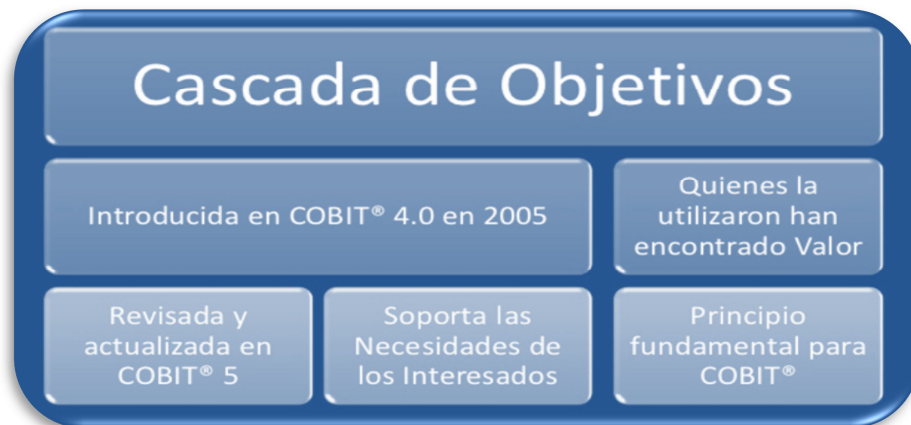 Cascada de Objetivos
Introducida en COBIT® 4.0 en 2005
Quienes la
utilizaron han
encontrado Valor
Revisada y
actualizada en
COBIT® 5
Soporta las
Necesidades de
los Interesados
Principio
fundamental para
COBIT®